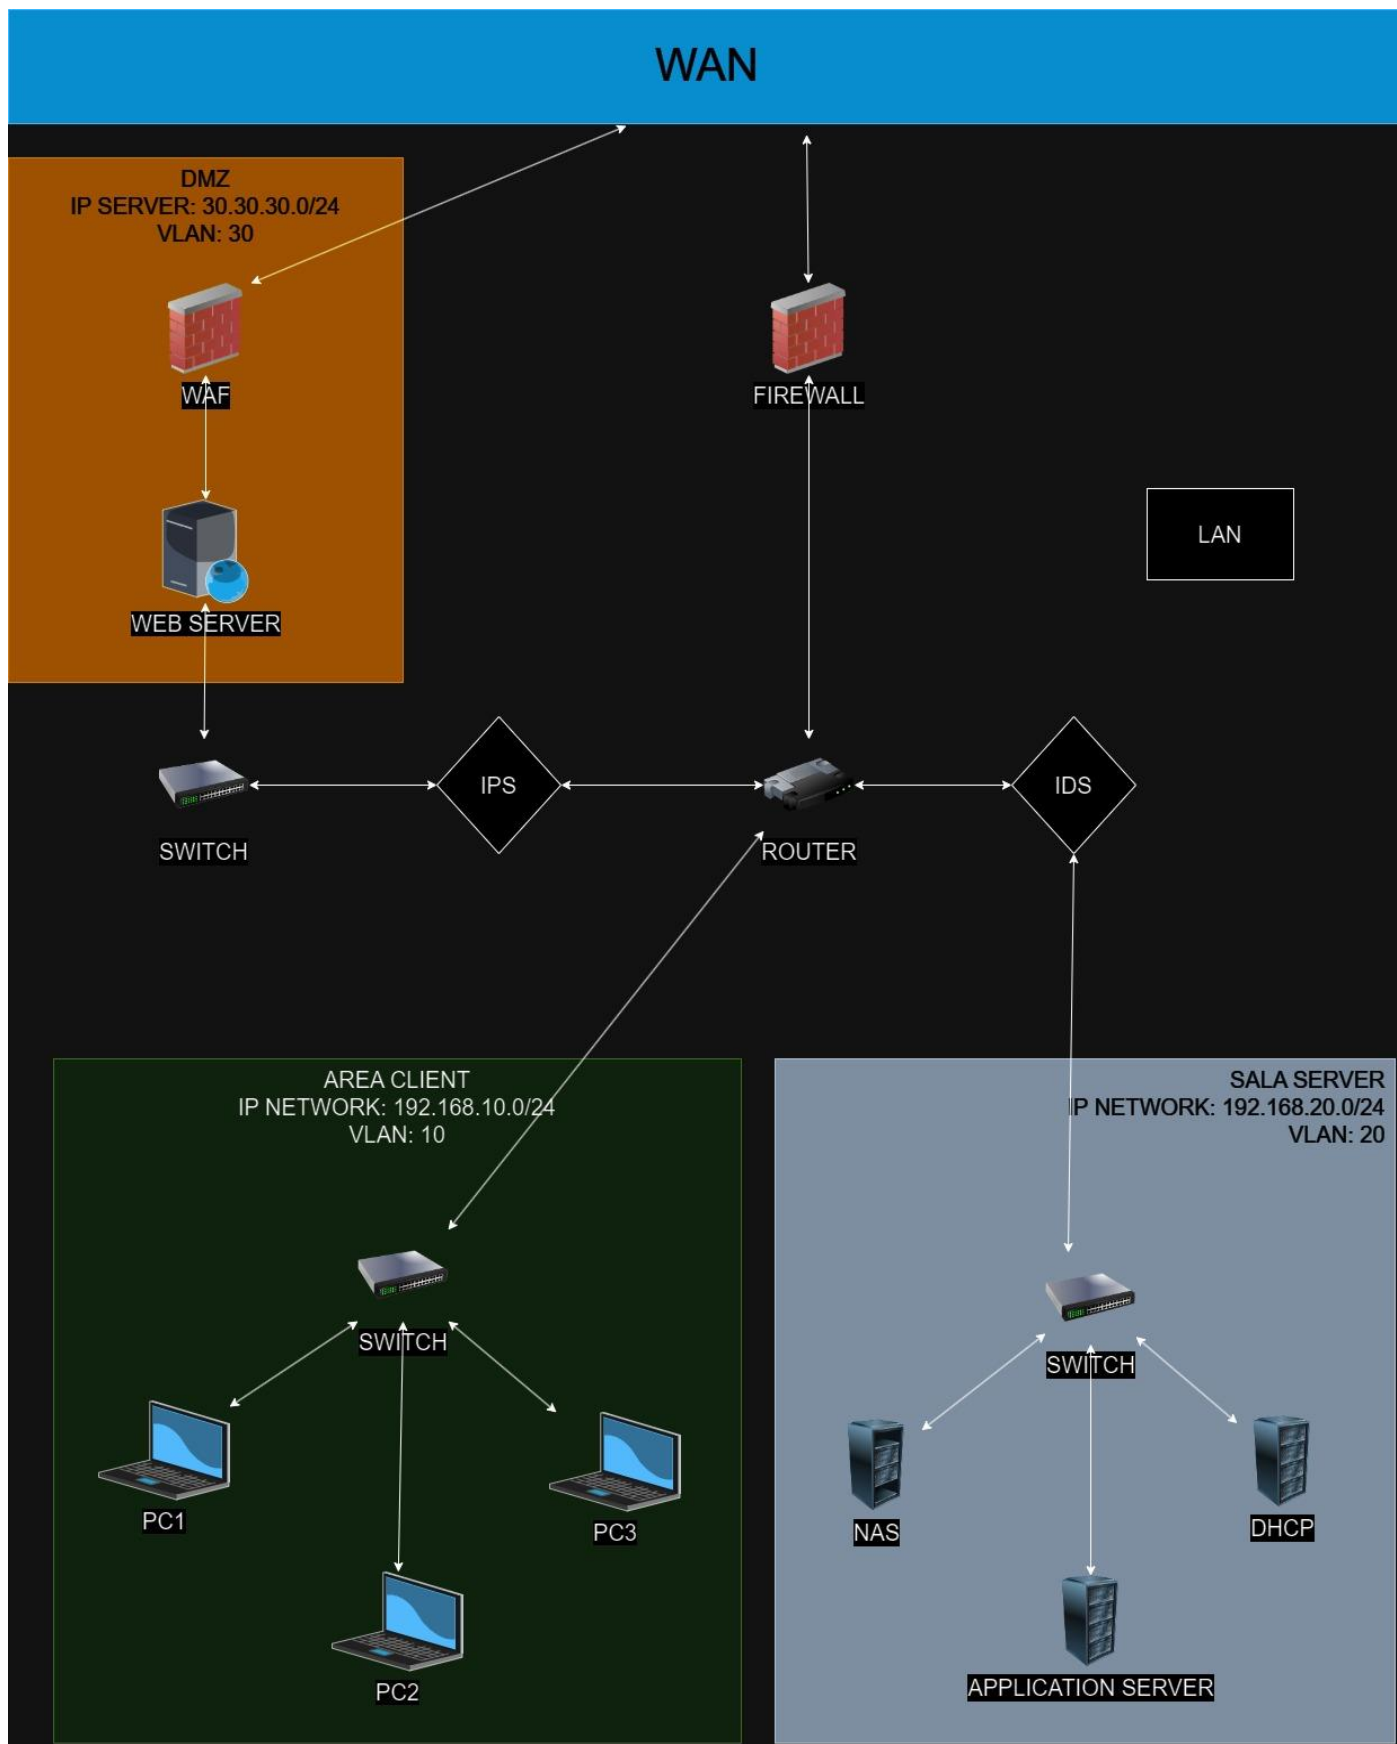 WAN
DMZ
IP SERVER: 30.30.30.0/24
VLAN: 30
WAF
FIREWALL
LAN
WEB SERVER
IPS
IDS
SWITCH
ROUTER
AREA CLIENT
IP NETWORK: 192.168.10.0/24
VLAN: 10
SALA SERVER
IP NETWORK: 192.168.20.0/24
VLAN: 20
SWITCH
SWITCH
PC1
PC3
NAS
DHCP
PC2
APPLICATION SERVER